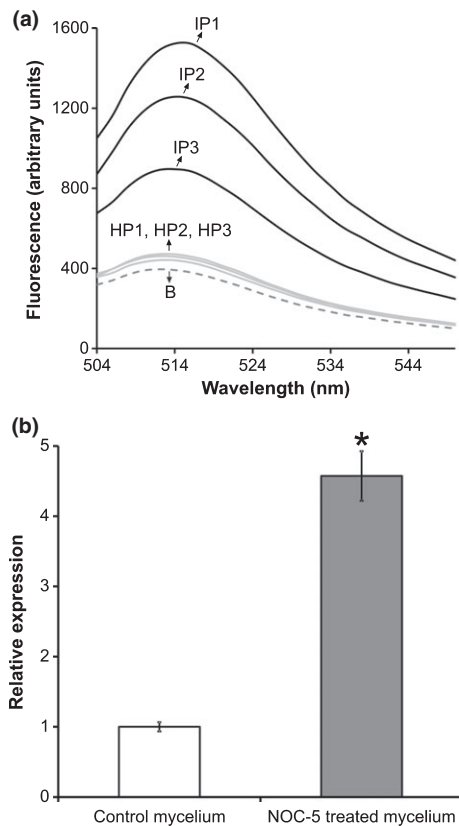 (a)
1600
1200
800
400
0
Fluorescence (arbitrary units)
IP1
IP2
IP3
HP1, HP2, HP3
B
504
514
524
534
544
Wavelength (nm)
(b)
5
4
3
2
1
0
Relative expression
*
Control mycelium
NOC-5 treated mycelium